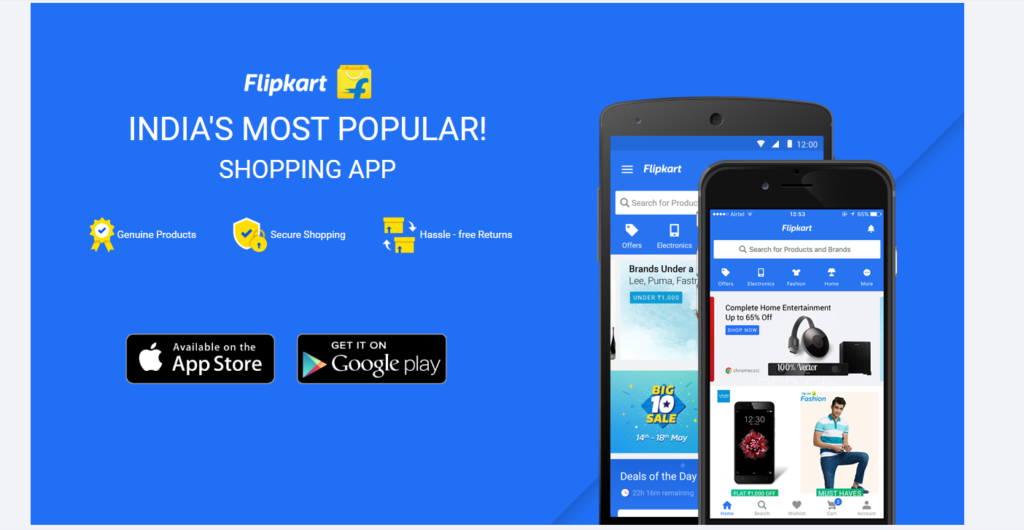 Flipkart
INDIA'S MOST POPULAR!
SHOPPING APP
Genuine Products
Secure Shopping
Hassle - free Returns
Available on the
App Store
GET IT ON
Google play
12:00
Flipkart
Search for Produc
Offers
Electronics
Brands Under a
Lee, Puma, Fastr
UNDER ₹1,000
BIG
10
SALE
14th - 18th May
Deals of the Day
22h 16m remaining
Airtel
13:53
65%
Flipkart
Search for Products and Brands
Offers
Electronics
Fashion
Home
More
Complete Home Entertainment
Up to 65% Off
SHOP NOW
chromecast
100% Vector
vivo
12:30
FLAT ₹1,000 OFF
Fashion
MUST HAVES
Home
Search
Wishlist
2
Cart
Account